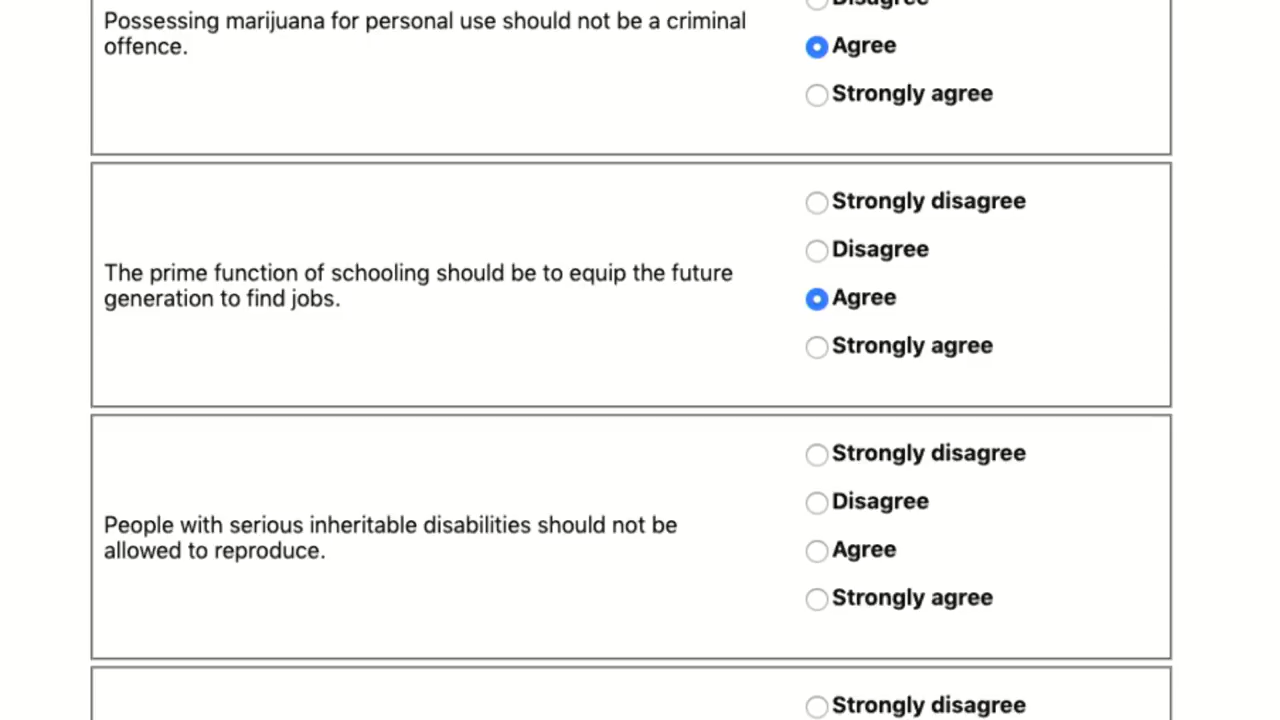 Disagree
Possessing marijuana for personal use should not be a criminal
offence.
Agree
Strongly agree
Strongly disagree
Disagree
The prime function of schooling should be to equip the future
generation to find jobs.
Agree
Strongly agree
Strongly disagree
Disagree
People with serious inheritable disabilities should not be
allowed to reproduce.
Agree
Strongly agree
Strongly disagree